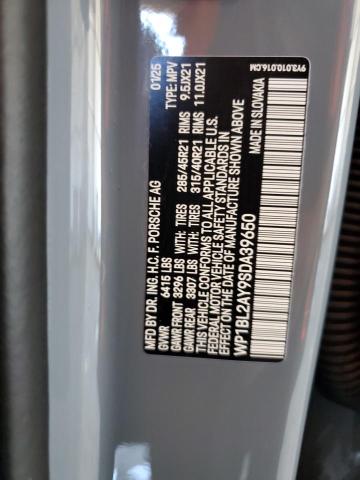 MFD BY DR. ING. H.C. F. PORSCHE AG 01/25
GVWR 6415 LBS TYPE: MPV
GAWR FRONT 3296 LBS WITH: TIRES 285/45R21 RIMS 9.5JX21
GAWR REAR 3307 LBS WITH: TIRES 315/40R21 RIMS 11.0JX21
THIS VEHICLE CONFORMS TO ALL APPLICABLE U.S.
FEDERAL MOTOR VEHICLE SAFETY STANDARDS IN EFFECT
ON THE DATE OF MANUFACTURE SHOWN ABOVE
WP1BL2AY9SDA39650 MADE IN SLOVAKIA
9Y3.010.016.CM